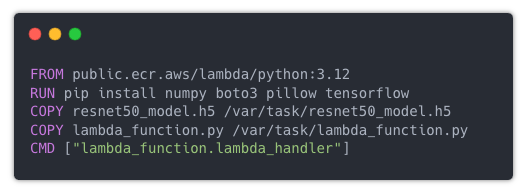 FROM public.ecr.aws/lambda/python:3.12
RUN pip install numpy boto3 pillow tensorflow
COPY resnet50_model.h5 /var/task/resnet50_model.h5
COPY lambda_function.py /var/task/lambda_function.py
CMD ["lambda_function.lambda_handler"]